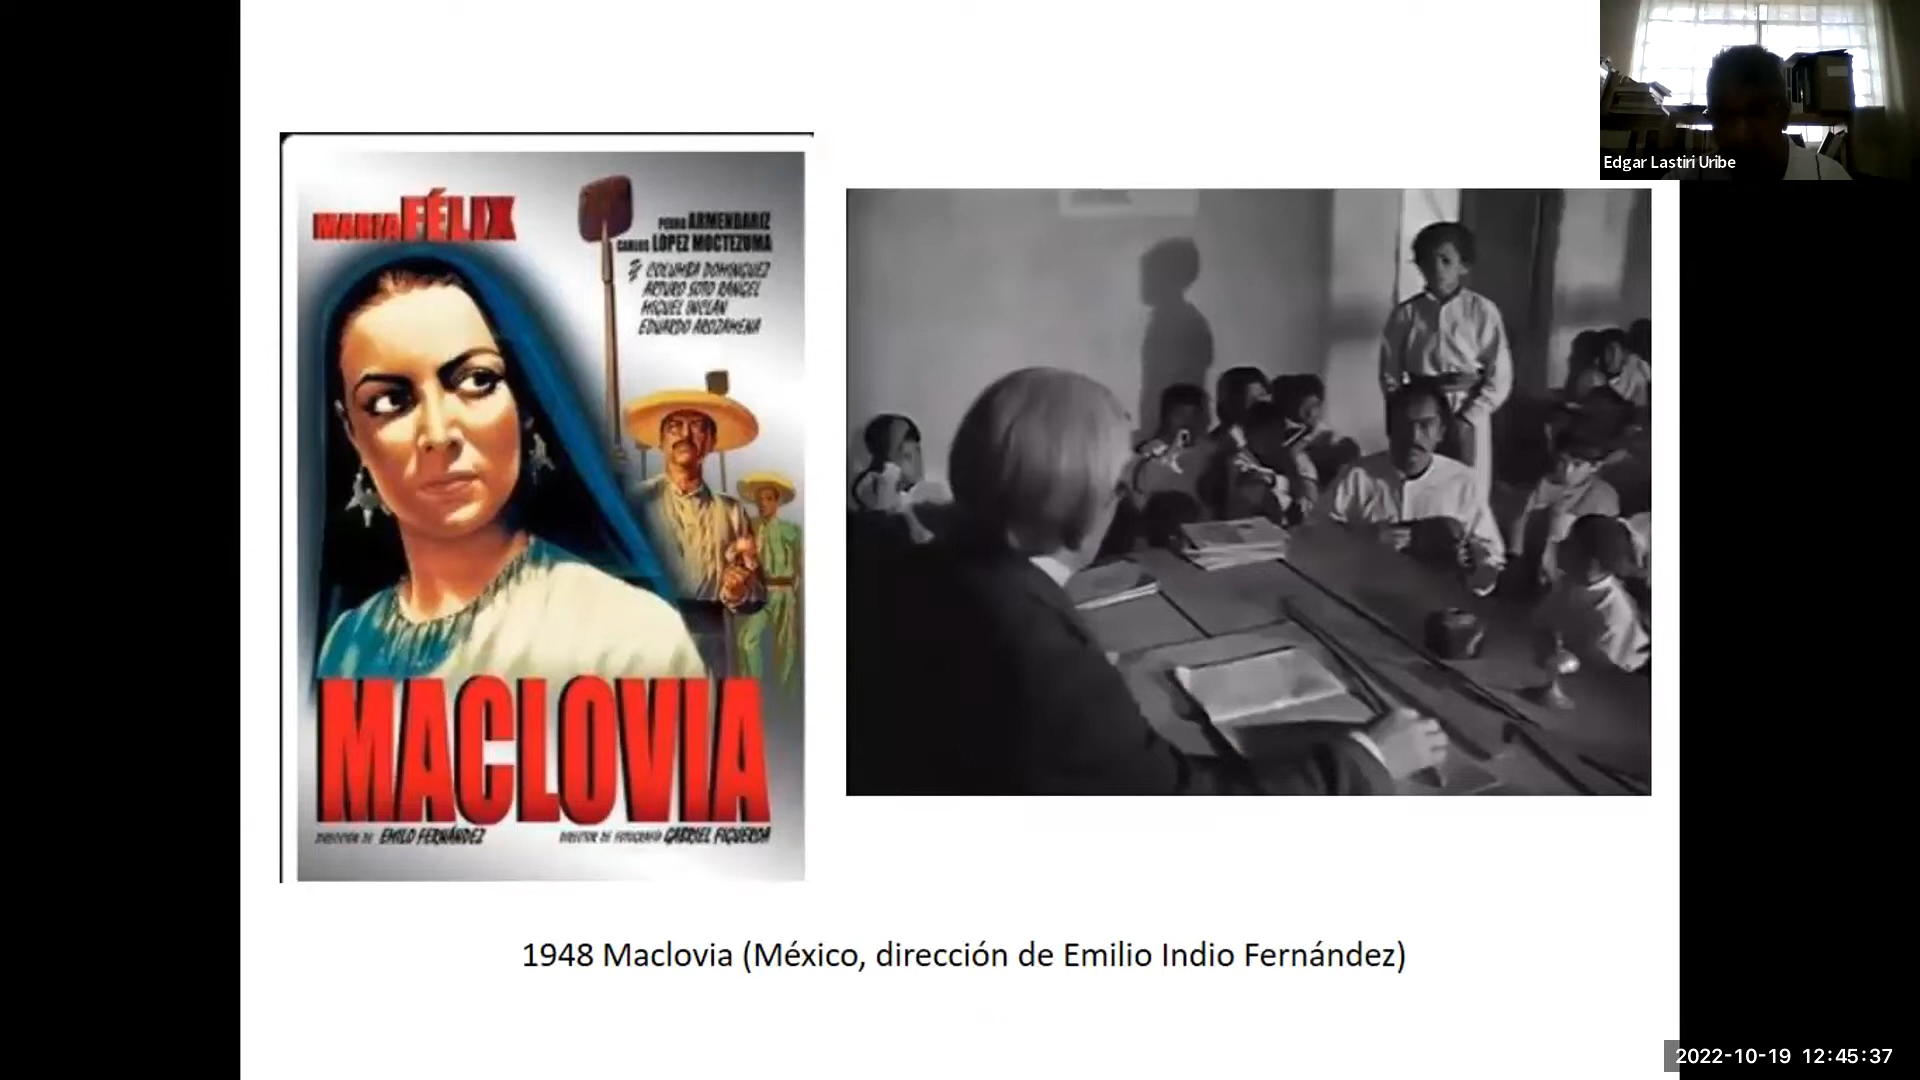 MARÍA FÉLIX
PEDRO ARMENDARIZ
CARLOS LOPEZ MOCTEZUMA
y COLUMBA DOMINGUEZ
ARTURO SOTO RANGEL
MIGUEL INCLAN
EDUARDO AROZAMENA
MACLOVIA
DIRECCIÓN DE EMILIO FERNÁNDEZ
DIRECTOR DE FOTOGRAFÍA GABRIEL FIGUEROA
1948 Maclovia (México, dirección de Emilio Indio Fernández)
Edgar Lastiri Uribe
2022-10-19 12:45:37